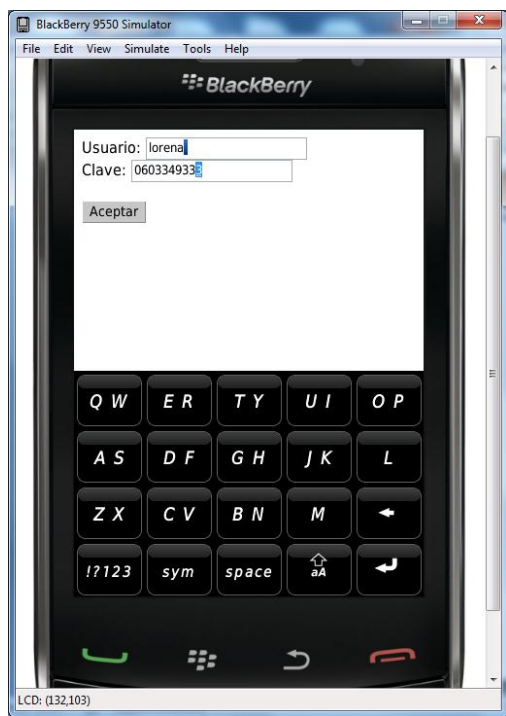 BlackBerry 9550 Simulator
File Edit View Simulate Tools Help
BlackBerry
Usuario: lorena
Clave: 0603349333
Aceptar
Q W E R T Y U I O P
A S D F G H J K L
Z X C V B N M
!?123 sym space aA
LCD: (132,103)